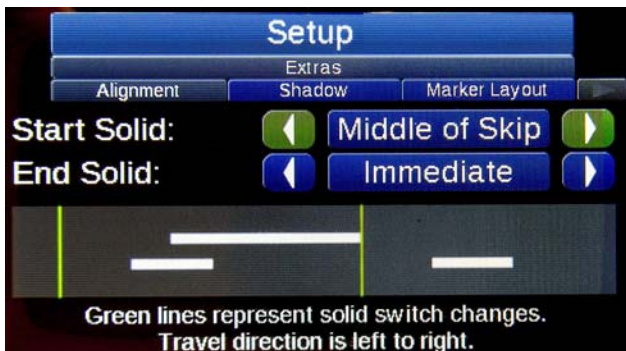 Setup
Extras
Alignment Shadow Marker Layout
Start Solid: Middle of Skip
End Solid: Immediate
Green lines represent solid switch changes.
Travel direction is left to right.